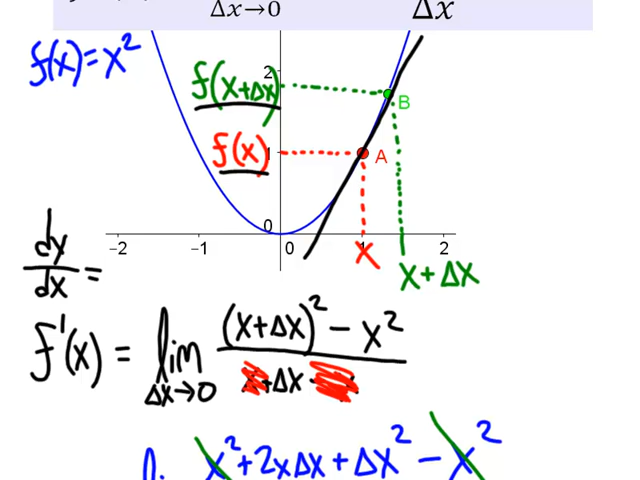 Δx→0 Δx
f(x)=x²
2
f(x+Δx)
B
1
f(x)
A
0
-2 -1 0 1 2
x
x+Δx
dy/dx =
f'(x) = lim Δx→0 ((x+Δx)² - x²)/(+Δx)
x²+2xΔx+Δx²-x²